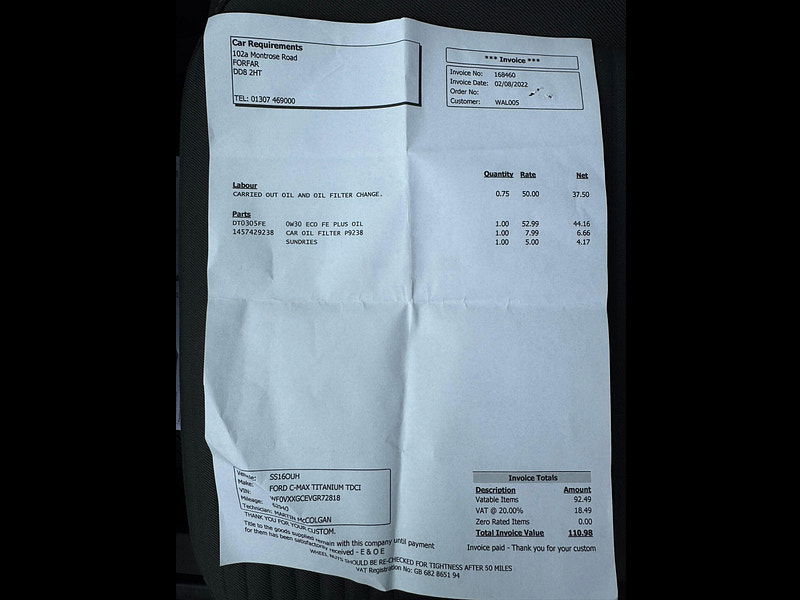 Car Requirements
102a Montrose Road
FORFAR
DD8 2HT
TEL: 01307 469000
*** Invoice ***
Invoice No: 168460
Invoice Date: 02/08/2022
Order No:
Customer: WAL005
Quantity Rate Net
Labour
CARRIED OUT OIL AND OIL FILTER CHANGE. 0.75 50.00 37.50
Parts
DT0305FE 0W30 ECO FE PLUS OIL 1.00 52.99 44.16
1457429238 CAR OIL FILTER P9238 1.00 7.99 6.66
SUNDRIES 1.00 5.00 4.17
SS16OUH
Make: FORD C-MAX TITANIUM TDCI
VIN: WF0VXXGCEVGR72818
Mileage: 62940
Technician: MARTIN McCOLGAN
THANK YOU FOR YOUR CUSTOM.
Title to the goods supplied remain with this company until payment
for them has been satisfactory received - E & O E
WHEEL NUTS SHOULD BE RE-CHECKED FOR TIGHTNESS AFTER 50 MILES
VAT Registration No: GB 682 8651 94
Invoice Totals
Description Amount
Vatable Items 92.49
VAT @ 20.00% 18.49
Zero Rated Items 0.00
Total Invoice Value 110.98
Invoice paid - Thank you for your custom